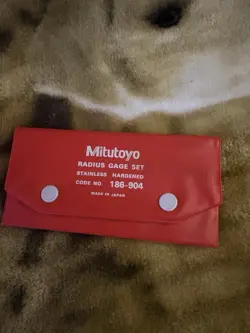 Mitutoyo
RADIUS GAGE SET
STAINLESS HARDENED
CODE NO. 186-904
MADE IN JAPAN